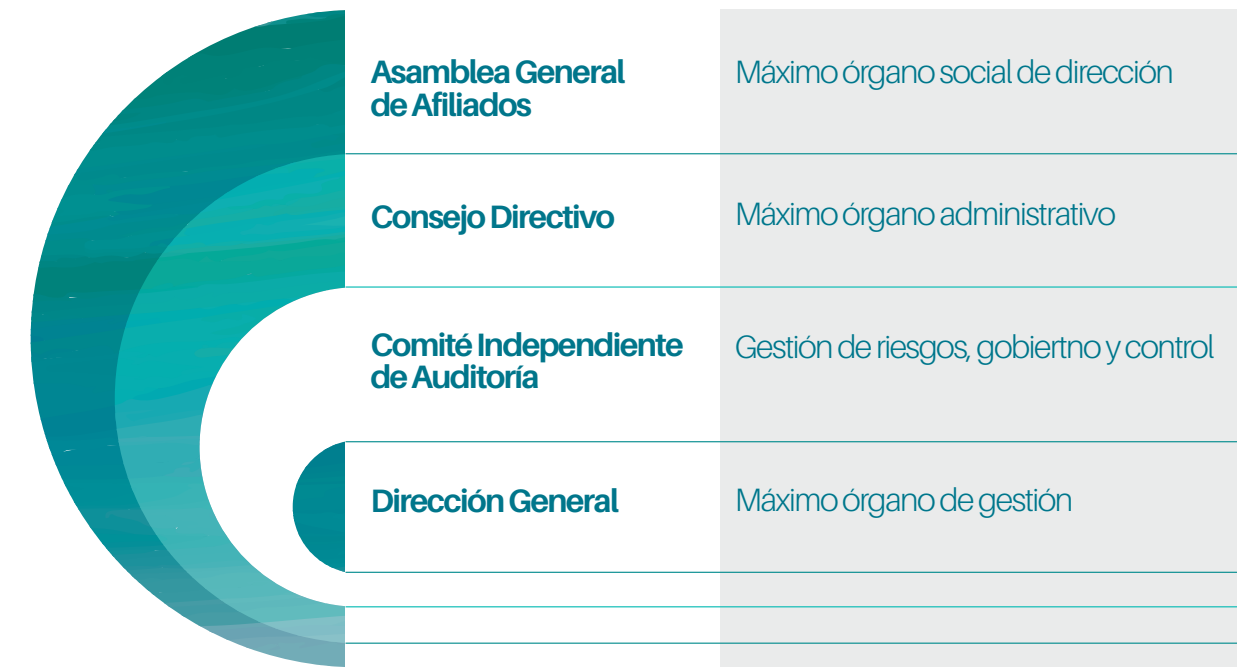 Asamblea General
de Afiliados
Máximo órgano social de dirección
Consejo Directivo
Máximo órgano administrativo
Comité Independiente
de Auditoría
Gestión de riesgos, gobiertno y control
Dirección General
Máximo órgano de gestión